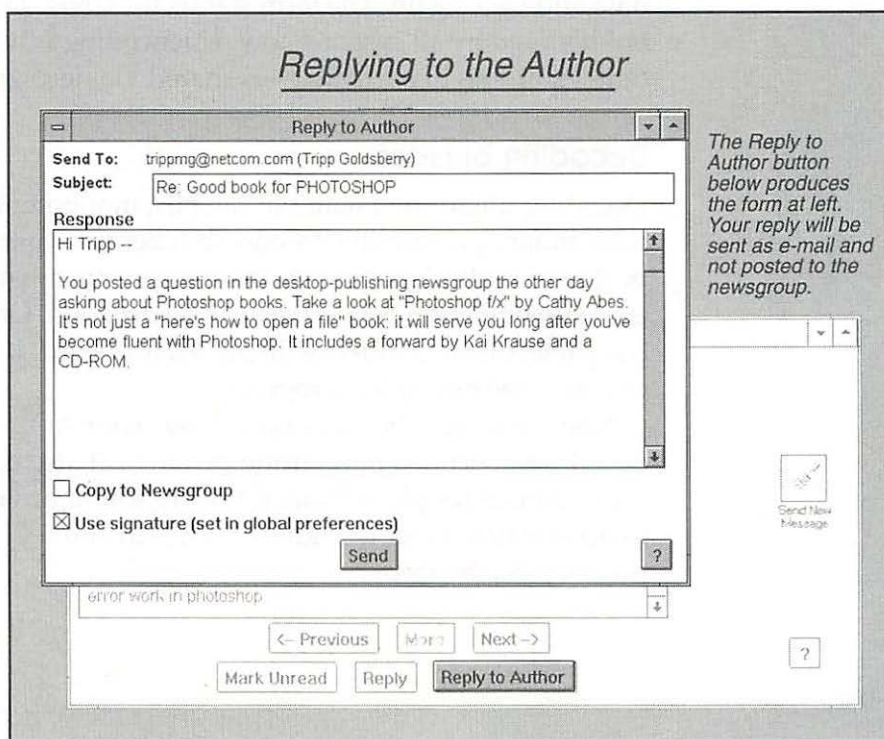 Replying to the Author
Reply to Author
Send To: trippmg@netcom.com (Tripp Goldsberry)
Subject: Re: Good book for PHOTOSHOP
Response
Hi Tripp --
You posted a question in the desktop-publishing newsgroup the other day
asking about Photoshop books. Take a look at "Photoshop f/x" by Cathy Abes.
It's not just a "here's how to open a file" book: it will serve you long after you've
become fluent with Photoshop. It includes a forward by Kai Krause and a
CD-ROM.
Copy to Newsgroup
Use signature (set in global preferences)
Send
?
The Reply to
Author button
below produces
the form at left.
Your reply will be
sent as e-mail and
not posted to the
newsgroup.
Send New
Message
error work in photoshop.
<– Previous
More
Next –>
?
Mark Unread
Reply
Reply to Author